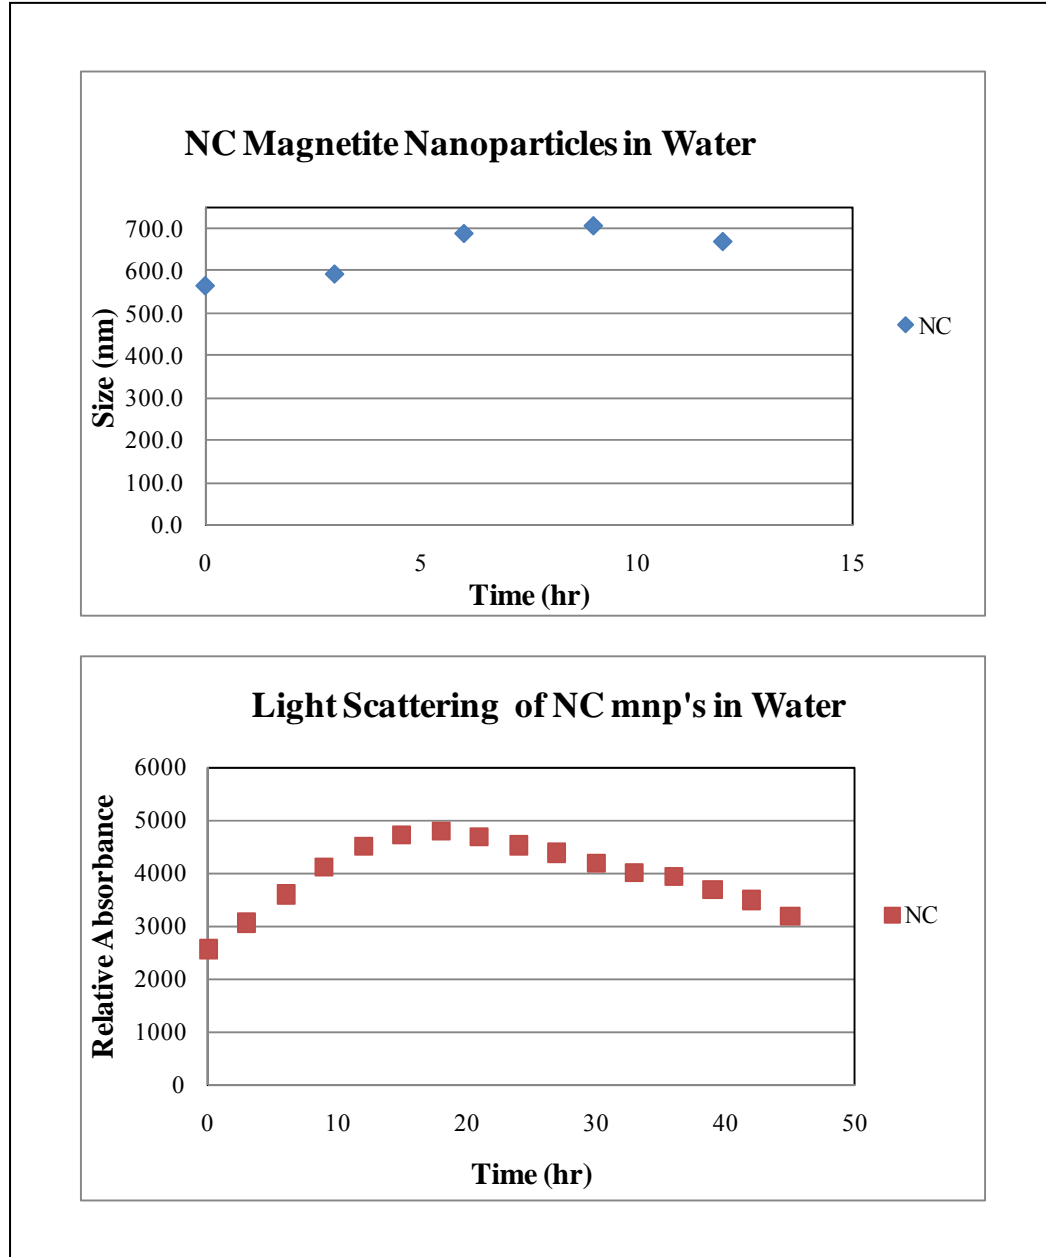 NC Magnetite Nanoparticles in Water
700.0
600.0
500.0
400.0
300.0
200.0
100.0
0.0
Size (nm)
0 5 10 15
Time (hr)
NC
Light Scattering of NC mnp's in Water
6000
5000
4000
3000
2000
1000
0
Relative Absorbance
0 10 20 30 40 50
Time (hr)
NC